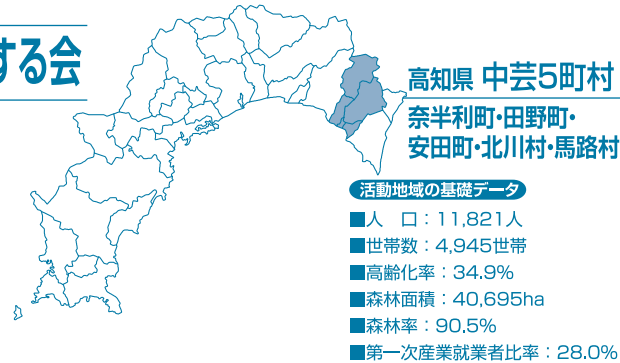 する会
高知県 中芸5町村
奈半利町・田野町・
安田町・北川村・馬路村
活動地域の基礎データ
■人　口：11,821人
■世帯数：4,945世帯
■高齢化率：34.9%
■森林面積：40,695ha
■森林率：90.5%
■第一次産業就業者比率：28.0%